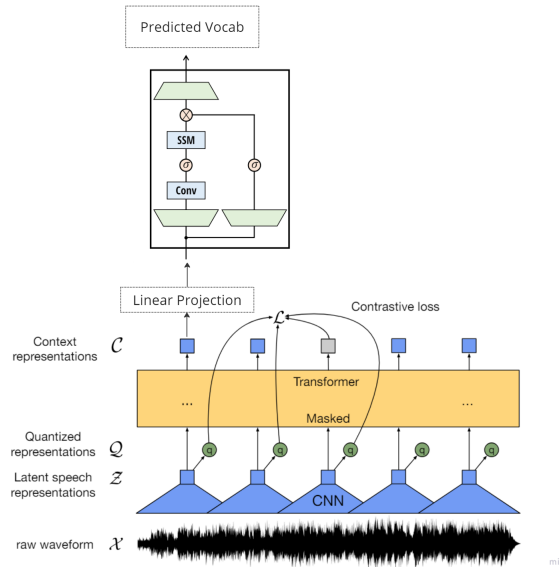 Predicted Vocab
SSM
σ
σ
Conv
Linear Projection
Contrastive loss
ℒ
Context
representations
𝒞
Transformer
...
...
Masked
Quantized
representations
𝒬
q
q
q
q
q
Latent speech
representations
𝒵
CNN
raw waveform
𝒳
mi